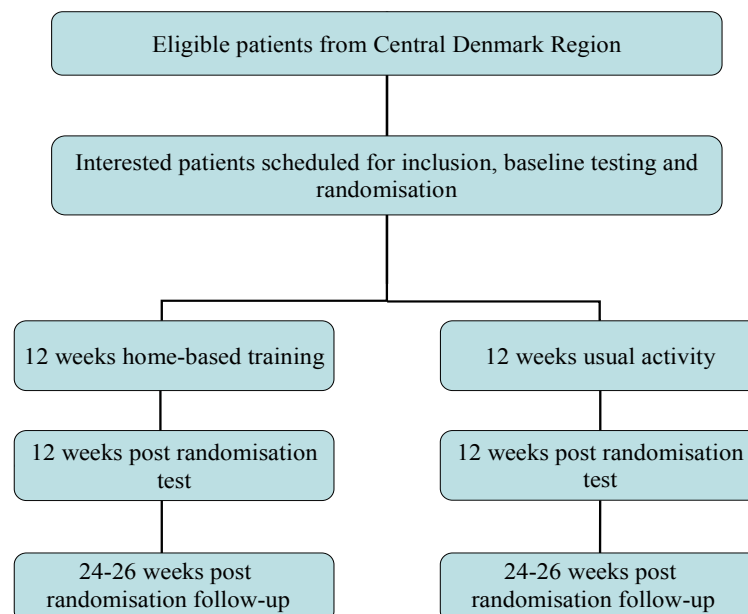 Eligible patients from Central Denmark Region
Interested patients scheduled for inclusion, baseline testing and
randomisation
12 weeks home-based training
12 weeks usual activity
12 weeks post randomisation
test
12 weeks post randomisation
test
24-26 weeks post
randomisation follow-up
24-26 weeks post
randomisation follow-up